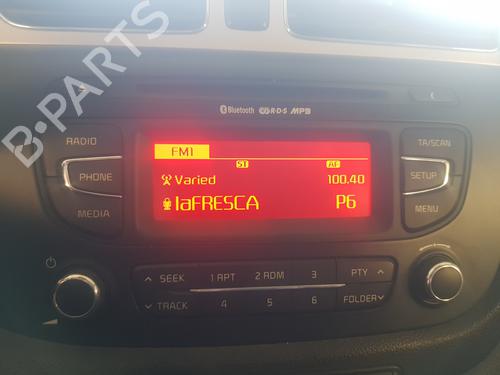 Bluetooth R·D·S MP3
RADIO
PHONE
MEDIA
FM1
ST AF
Varied 100.40
laFRESCA P6
TA/SCAN
SETUP
MENU
SEEK
TRACK
1 RPT 2 RDM 3
4 5 6
PTY
FOLDER
B-PARTS